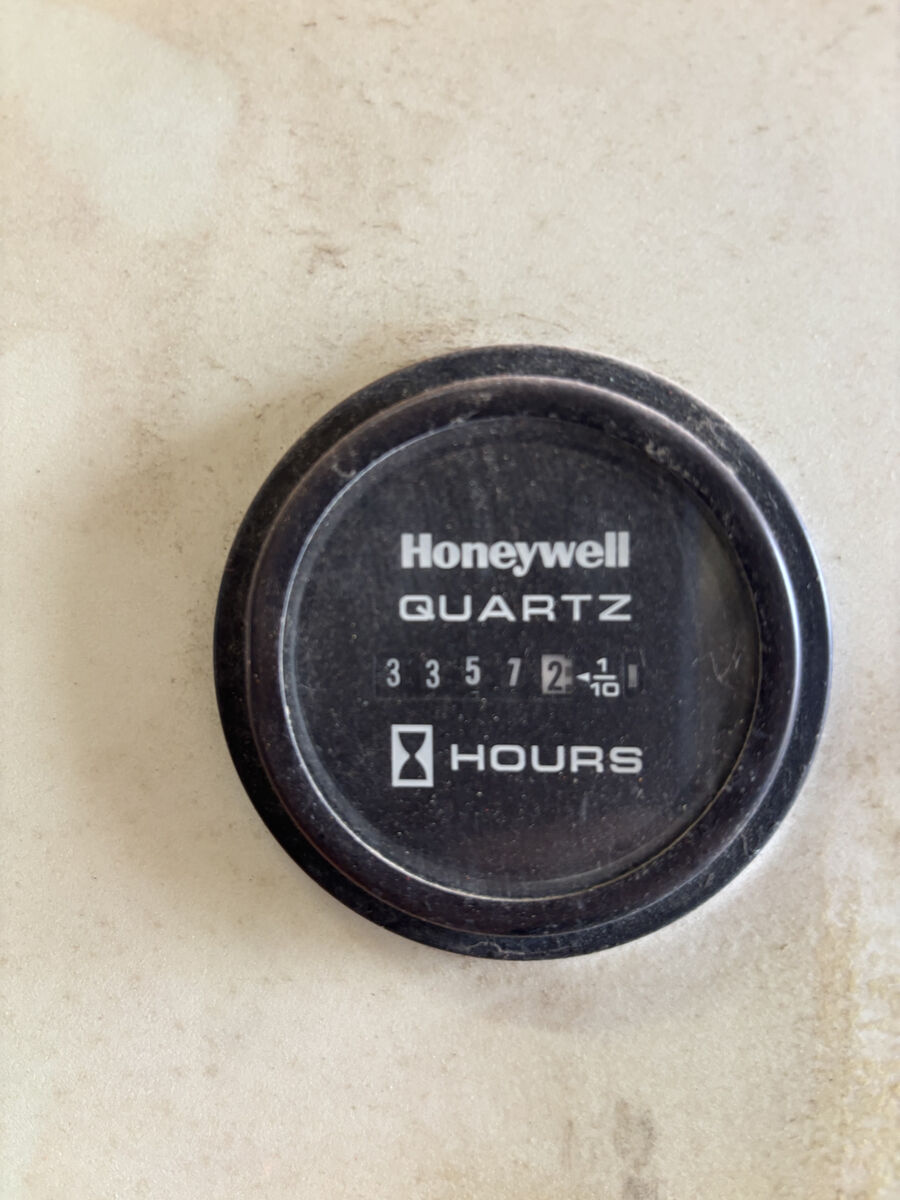 Honeywell
QUARTZ
3 3 5 7 2 ◂ 1/10
HOURS